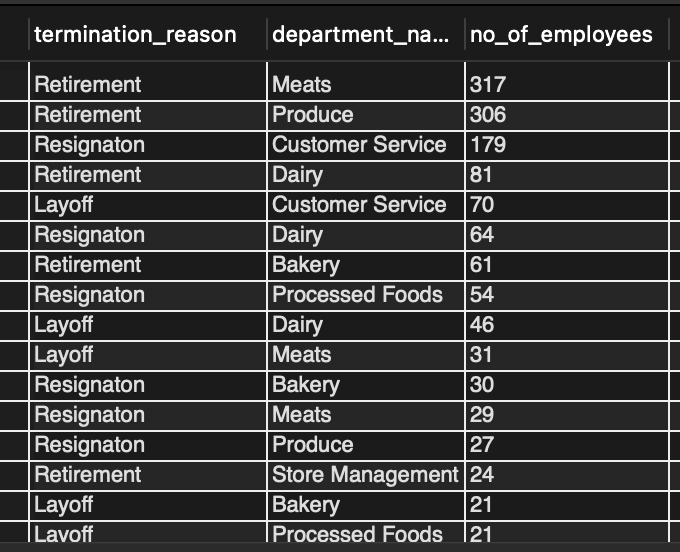 termination_reason department_na... no_of_employees
Retirement Meats 317
Retirement Produce 306
Resignaton Customer Service 179
Retirement Dairy 81
Layoff Customer Service 70
Resignaton Dairy 64
Retirement Bakery 61
Resignaton Processed Foods 54
Layoff Dairy 46
Layoff Meats 31
Resignaton Bakery 30
Resignaton Meats 29
Resignaton Produce 27
Retirement Store Management 24
Layoff Bakery 21
Layoff Processed Foods 21